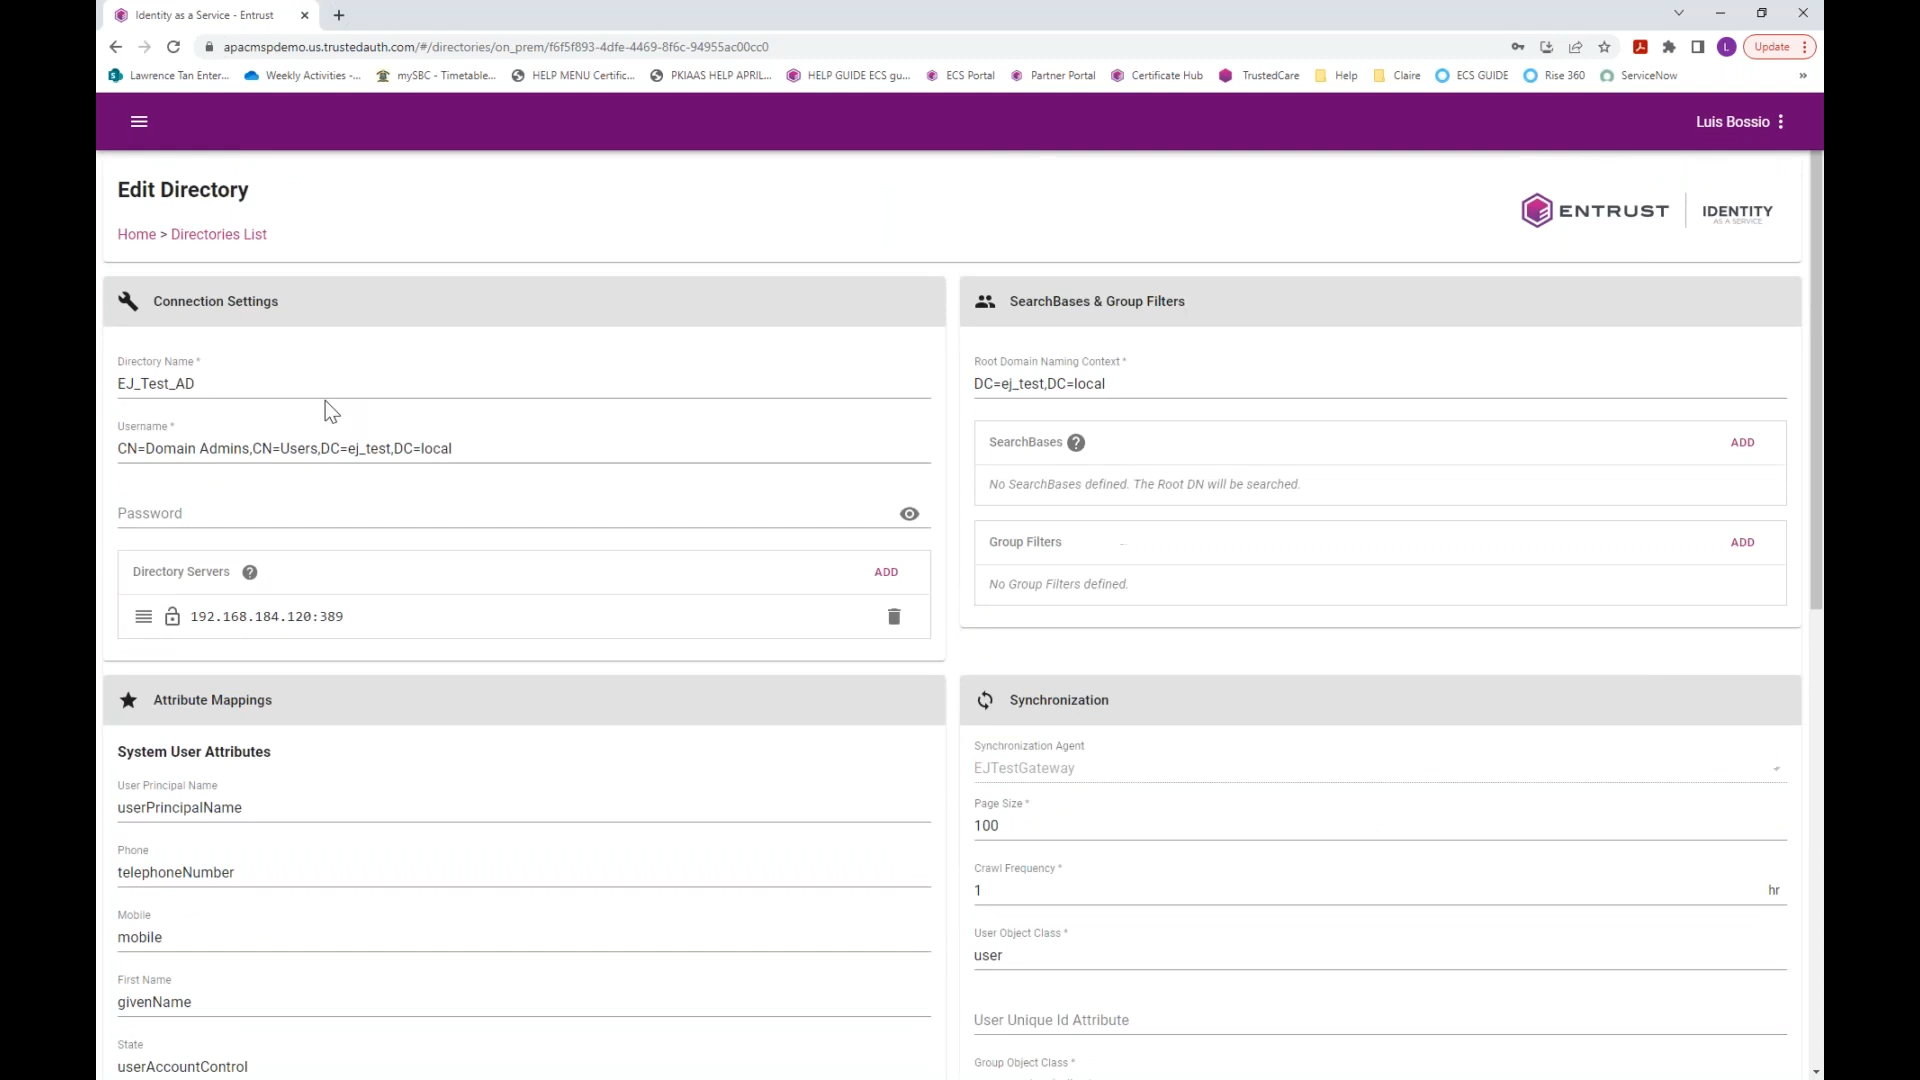 Identity as a Service - Entrust
apacmspdemo.us.trustedauth.com/#/directories/on_prem/f6f5f893-4dfe-4469-8f6c-94955ac00cc0
L
Update
Lawrence Tan Enter...
Weekly Activities -...
mySBC - Timetable...
HELP MENU Certific...
PKIAAS HELP APRIL...
HELP GUIDE ECS gu...
ECS Portal
Partner Portal
Certificate Hub
TrustedCare
Help
Claire
ECS GUIDE
Rise 360
ServiceNow
»
Luis Bossio
Edit Directory
Home > Directories List
ENTRUST
IDENTITY
AS A SERVICE
Connection Settings
Directory Name *
EJ_Test_AD
Username *
CN=Domain Admins,CN=Users,DC=ej_test,DC=local
Password
Directory Servers ?
ADD
192.168.184.120:389
SearchBases & Group Filters
Root Domain Naming Context *
DC=ej_test,DC=local
SearchBases ?
ADD
No SearchBases defined. The Root DN will be searched.
Group Filters
ADD
No Group Filters defined.
Attribute Mappings
System User Attributes
User Principal Name
userPrincipalName
Phone
telephoneNumber
Mobile
mobile
First Name
givenName
State
userAccountControl
Synchronization
Synchronization Agent
EJTestGateway
Page Size *
100
Crawl Frequency *
1
hr
User Object Class *
user
User Unique Id Attribute
Group Object Class *